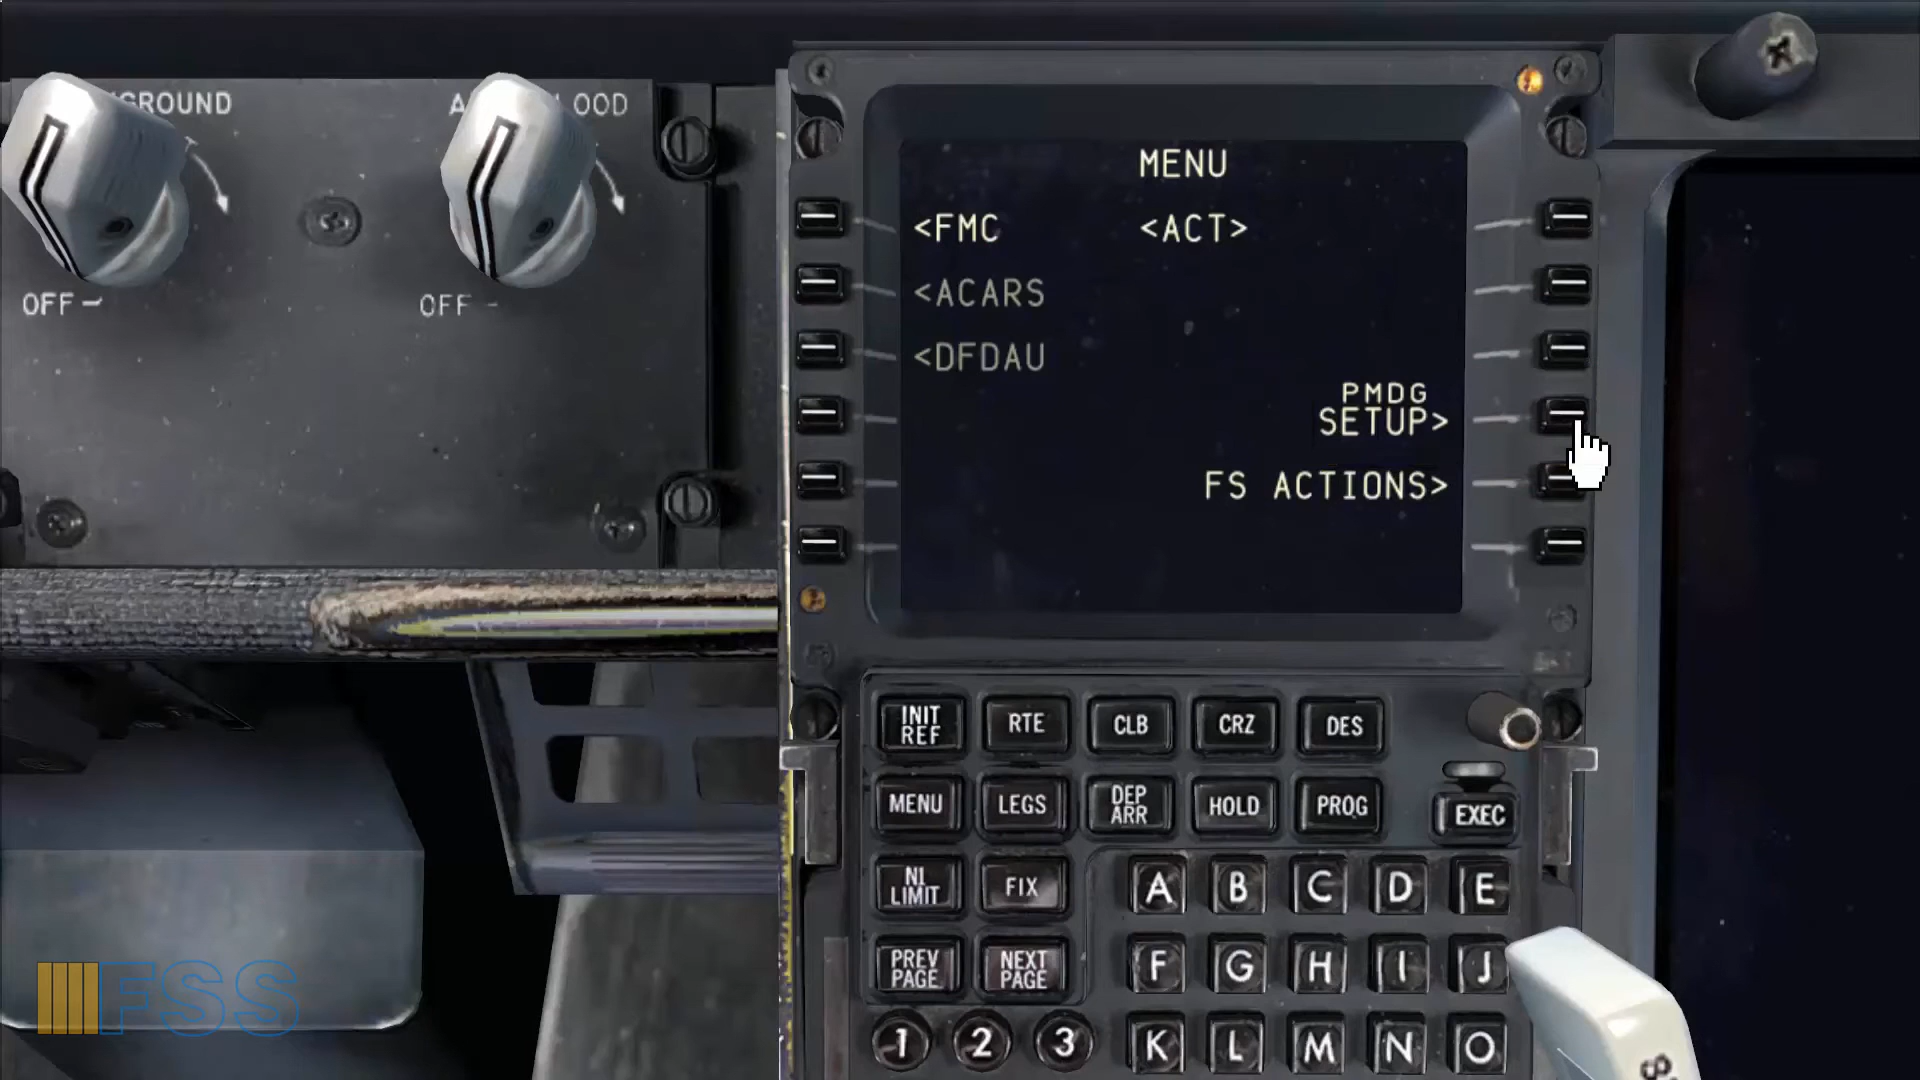 GROUND
OOD
OFF
OFF
MENU
<FMC <ACT>
<ACARS
<DFDAU
PMDG
SETUP>
FS ACTIONS>
INIT REF
RTE
CLB
CRZ
DES
MENU
LEGS
DEP ARR
HOLD
PROG
EXEC
N1 LIMIT
FIX
A B C D E
PREV PAGE
NEXT PAGE
F G H I J
1 2 3
K L M N O
FSS